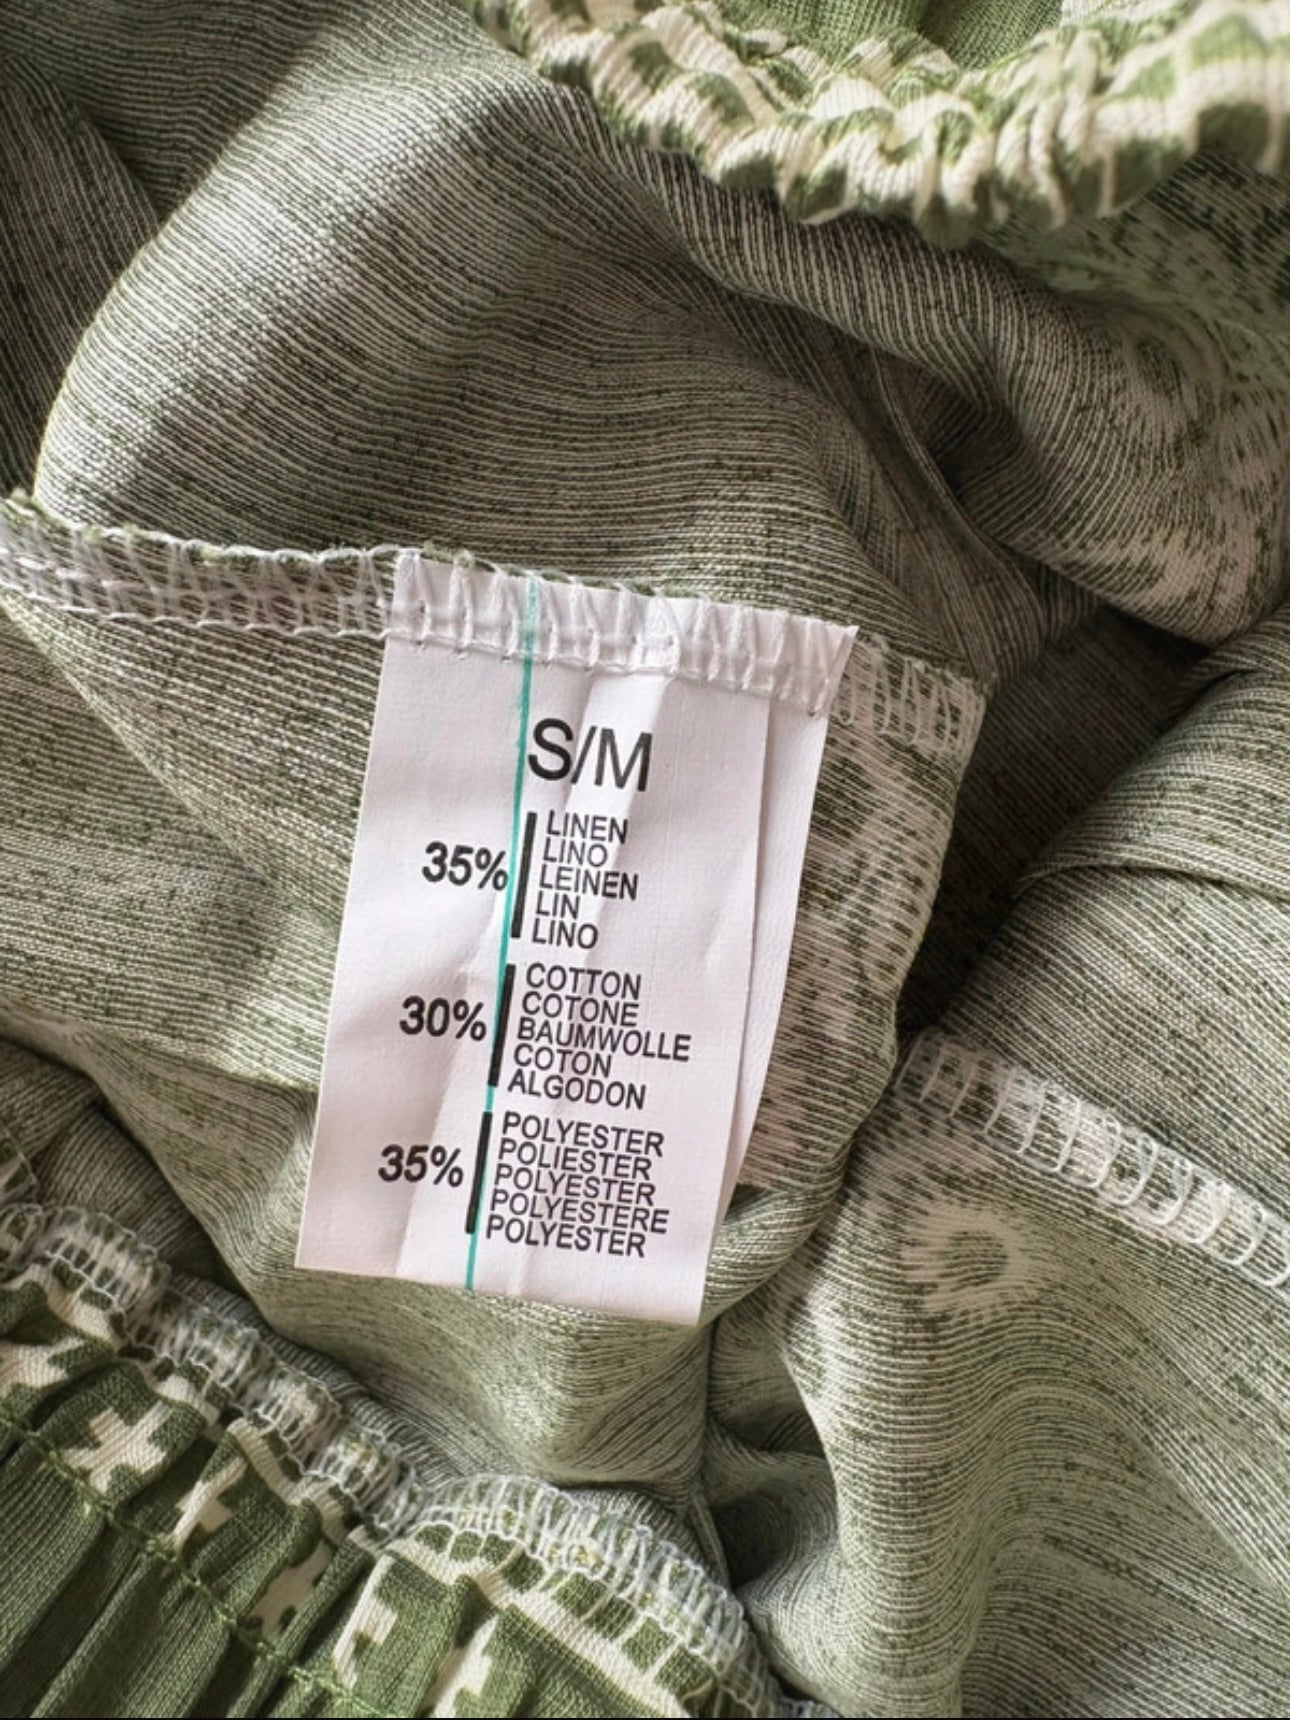 S/M
35%
LINEN
LINO
LEINEN
LIN
LINO
30%
COTTON
COTONE
BAUMWOLLE
COTON
ALGODON
35%
POLYESTER
POLIESTER
POLYESTER
POLYESTERE
POLYESTER